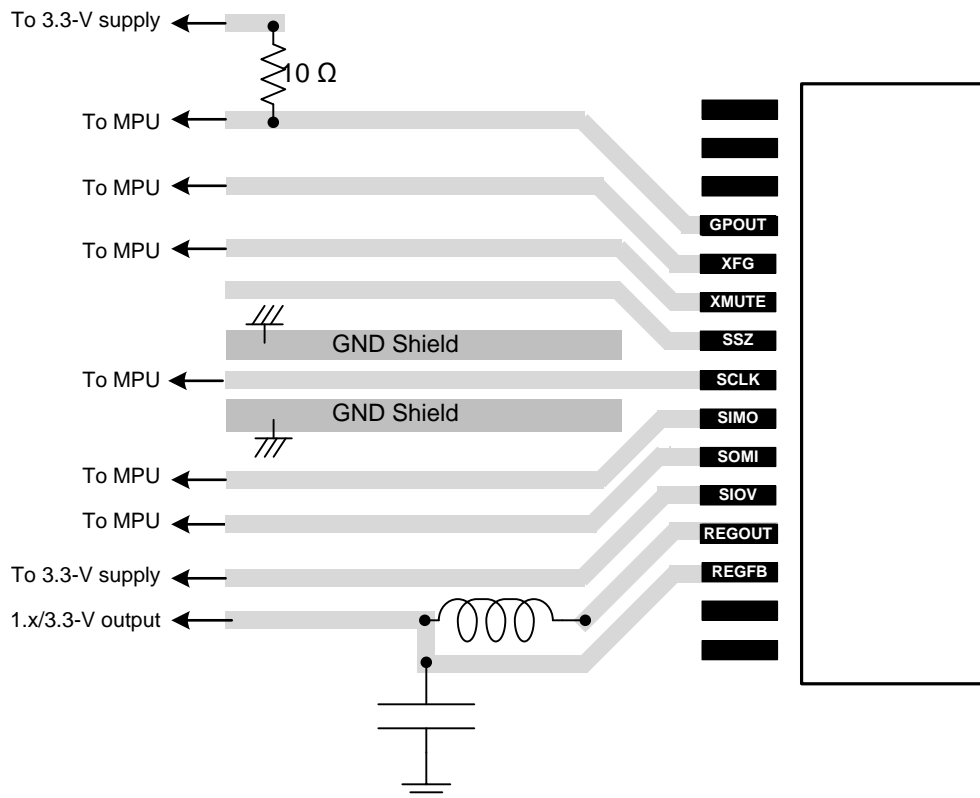 To 3.3-V supply
10 Ω
To MPU
To MPU
To MPU
GPOUT
XFG
XMUTE
SSZ
GND Shield
To MPU
SCLK
GND Shield
SIMO
SOMI
To MPU
SIOV
To MPU
REGOUT
To 3.3-V supply
REGFB
1.x/3.3-V output